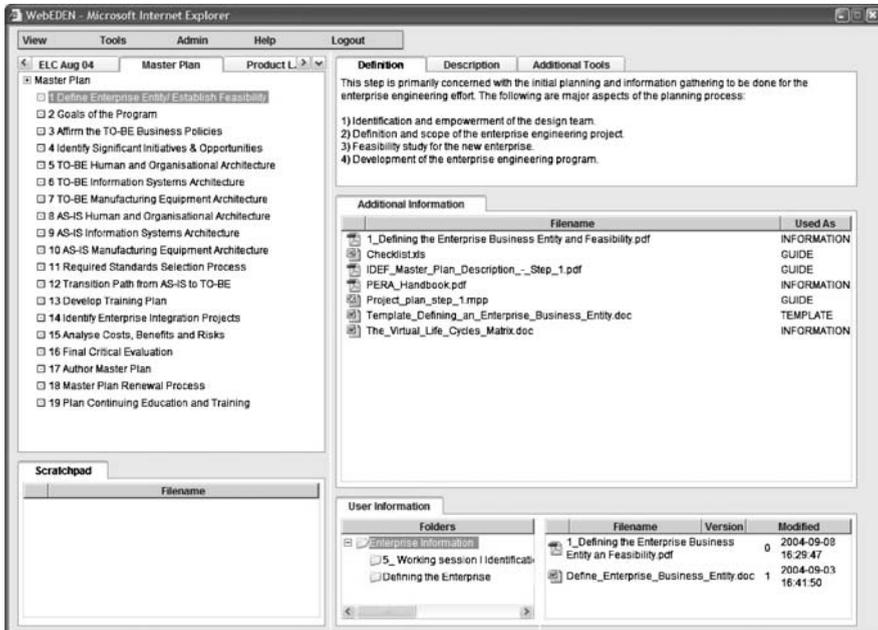 WebEDEN - Microsoft Internet Explorer
View Tools Admin Help Logout
ELC Aug 04 Master Plan Product L..
Master Plan
1 Define Enterprise Entity/ Establish Feasibility
2 Goals of the Program
3 Affirm the TO-BE Business Policies
4 Identify Significant Initiatives & Opportunities
5 TO-BE Human and Organisational Architecture
6 TO-BE Information Systems Architecture
7 TO-BE Manufacturing Equipment Architecture
8 AS-IS Human and Organisational Architecture
9 AS-IS Information Systems Architecture
10 AS-IS Manufacturing Equipment Architecture
11 Required Standards Selection Process
12 Transition Path from AS-IS to TO-BE
13 Develop Training Plan
14 Identify Enterprise Integration Projects
15 Analyse Costs, Benefits and Risks
16 Final Critical Evaluation
17 Author Master Plan
18 Master Plan Renewal Process
19 Plan Continuing Education and Training
Scratchpad
Filename
Definition Description Additional Tools
This step is primarily concerned with the initial planning and information gathering to be done for the
enterprise engineering effort. The following are major aspects of the planning process:
1) Identification and empowerment of the design team.
2) Definition and scope of the enterprise engineering project.
3) Feasibility study for the new enterprise.
4) Development of the enterprise engineering program.
Additional Information
Filename Used As
1_Defining the Enterprise Business Entity and Feasibility.pdf INFORMATION
Checklist.xls GUIDE
IDEF_Master_Plan_Description_-_Step_1.pdf GUIDE
PERA_Handbook.pdf INFORMATION
Project_plan_step_1.mpp GUIDE
Template_Defining_an_Enterprise_Business_Entity.doc TEMPLATE
The_Virtual_Life_Cycles_Matrix.doc INFORMATION
User Information
Folders
Enterprise Information
5_ Working session I Identificati
Defining the Enterprise
Filename Version Modified
1_Defining the Enterprise Business 0 2004-09-08
Entity an Feasibility.pdf 16:29:47
Define_Enterprise_Business_Entity.doc 1 2004-09-03
16:41:50